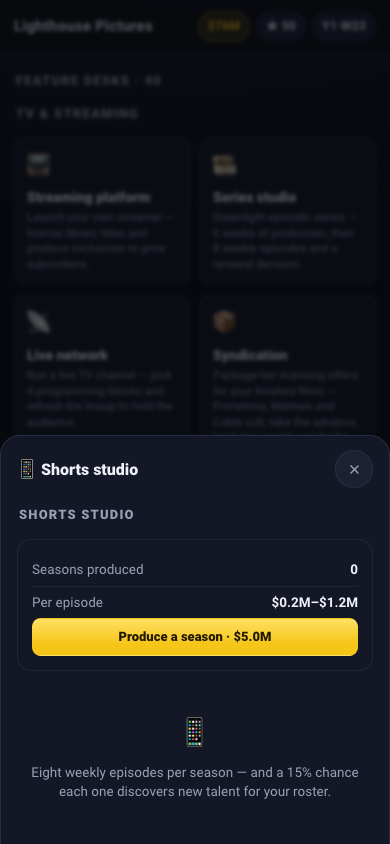 Lighthouse Pictures
$76M
★ 50
Y1·W23
FEATURE DESKS · 40
TV & STREAMING
Streaming platform
Series studio
Launch your own streamer —
license library titles and
produce exclusives to grow
subscribers.
Greenlight episodic series —
6 weeks of production, then
8 weekly episodes and a
renewal decision.
Live network
Syndication
Run a live TV channel — pick
4 programming blocks and
refresh the lineup to hold the
audience.
Package tier licensing offers
for your finished films —
Primetime, Matinee and
Cable cuts: take the advance,
Shorts studio
SHORTS STUDIO
Seasons produced
0
Per episode
$0.2M–$1.2M
Produce a season · $5.0M
Eight weekly episodes per season — and a 15% chance
each one discovers new talent for your roster.